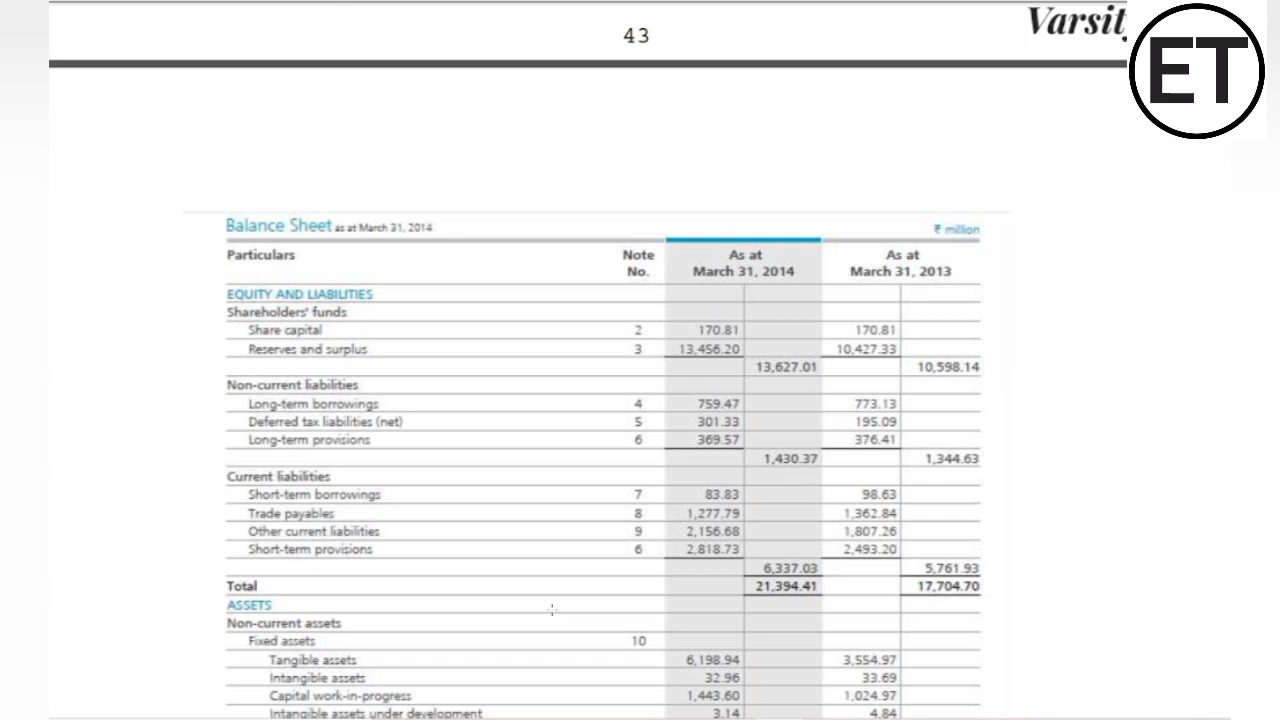 43
Varsity
ET
Balance Sheet as at March 31, 2014 ₹ million
Particulars Note No. As at March 31, 2014 As at March 31, 2013
EQUITY AND LIABILITIES
Shareholders' funds
Share capital 2 170.81 170.81
Reserves and surplus 3 13,456.20 10,427.33
13,627.01 10,598.14
Non-current liabilities
Long-term borrowings 4 759.47 773.13
Deferred tax liabilities (net) 5 301.33 195.09
Long-term provisions 6 369.57 376.41
1,430.37 1,344.63
Current liabilities
Short-term borrowings 7 83.83 98.63
Trade payables 8 1,277.79 1,362.84
Other current liabilities 9 2,156.68 1,807.26
Short-term provisions 6 2,818.73 2,493.20
6,337.03 5,761.93
Total 21,394.41 17,704.70
ASSETS
Non-current assets
Fixed assets 10
Tangible assets 6,198.94 3,554.97
Intangible assets 32.96 33.69
Capital work-in-progress 1,443.60 1,024.97
Intangible assets under development 3.14 4.84